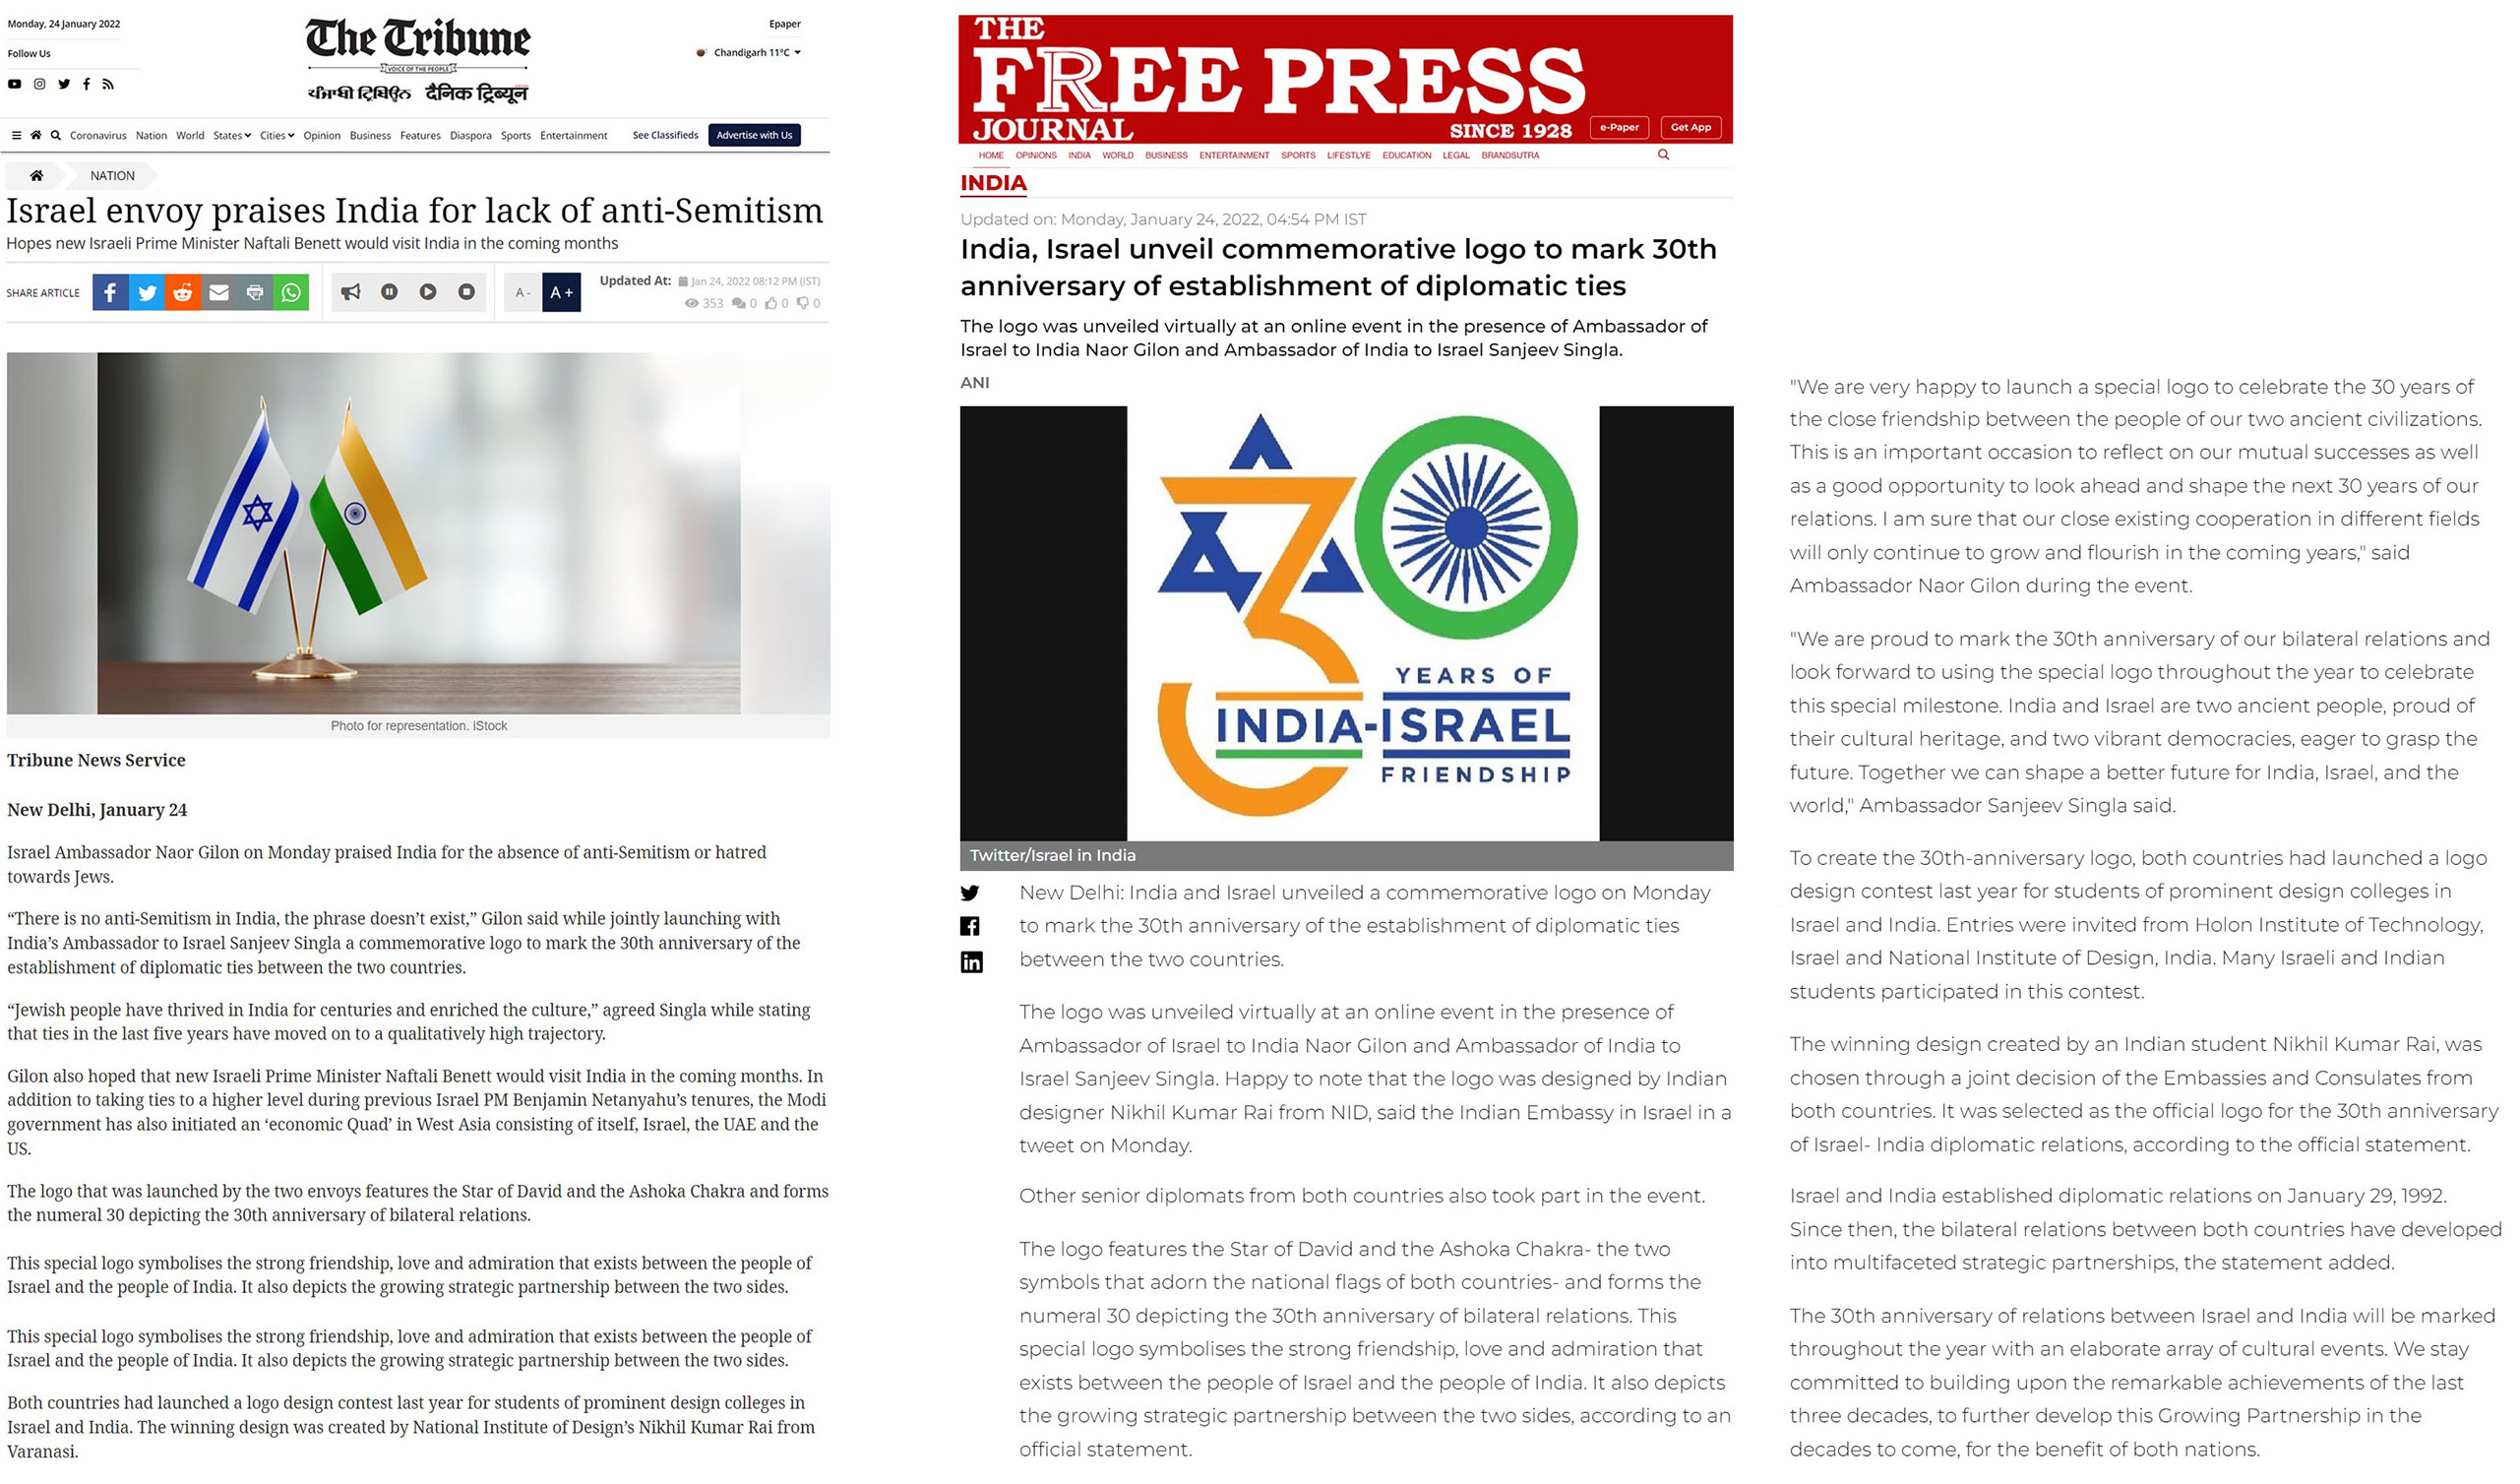 Monday, 24 January 2022
Follow Us
The Tribune
VOICE OF THE PEOPLE
ਪੰਜਾਬੀ ਟ੍ਰਿਬਿਊਨ दैनिक ट्रिब्यून
Epaper
Chandigarh 11°C
Coronavirus Nation World States Cities Opinion Business Features Diaspora Sports Entertainment See Classifieds Advertise with Us
NATION
Israel envoy praises India for lack of anti-Semitism
Hopes new Israeli Prime Minister Naftali Benett would visit India in the coming months
SHARE ARTICLE
A - A +
Updated At: Jan 24, 2022 08:12 PM (IST)
353 0 0 0
Photo for representation. iStock
Tribune News Service
New Delhi, January 24
Israel Ambassador Naor Gilon on Monday praised India for the absence of anti-Semitism or hatred
towards Jews.
“There is no anti-Semitism in India, the phrase doesn’t exist,” Gilon said while jointly launching with
India’s Ambassador to Israel Sanjeev Singla a commemorative logo to mark the 30th anniversary of the
establishment of diplomatic ties between the two countries.
“Jewish people have thrived in India for centuries and enriched the culture,” agreed Singla while stating
that ties in the last five years have moved on to a qualitatively high trajectory.
Gilon also hoped that new Israeli Prime Minister Naftali Benett would visit India in the coming months. In
addition to taking ties to a higher level during previous Israel PM Benjamin Netanyahu’s tenures, the Modi
government has also initiated an ‘economic Quad’ in West Asia consisting of itself, Israel, the UAE and the
US.
The logo that was launched by the two envoys features the Star of David and the Ashoka Chakra and forms
the numeral 30 depicting the 30th anniversary of bilateral relations.
This special logo symbolises the strong friendship, love and admiration that exists between the people of
Israel and the people of India. It also depicts the growing strategic partnership between the two sides.
This special logo symbolises the strong friendship, love and admiration that exists between the people of
Israel and the people of India. It also depicts the growing strategic partnership between the two sides.
Both countries had launched a logo design contest last year for students of prominent design colleges in
Israel and India. The winning design was created by National Institute of Design’s Nikhil Kumar Rai from
Varanasi.
THE
FREE PRESS
JOURNAL
SINCE 1928
e-Paper
Get App
HOME OPINIONS INDIA WORLD BUSINESS ENTERTAINMENT SPORTS LIFESTLYE EDUCATION LEGAL BRANDSUTRA
INDIA
Updated on: Monday, January 24, 2022, 04:54 PM IST
India, Israel unveil commemorative logo to mark 30th
anniversary of establishment of diplomatic ties
The logo was unveiled virtually at an online event in the presence of Ambassador of
Israel to India Naor Gilon and Ambassador of India to Israel Sanjeev Singla.
ANI
30
YEARS OF
INDIA-ISRAEL
FRIENDSHIP
Twitter/Israel in India
New Delhi: India and Israel unveiled a commemorative logo on Monday
to mark the 30th anniversary of the establishment of diplomatic ties
between the two countries.
The logo was unveiled virtually at an online event in the presence of
Ambassador of Israel to India Naor Gilon and Ambassador of India to
Israel Sanjeev Singla. Happy to note that the logo was designed by Indian
designer Nikhil Kumar Rai from NID, said the Indian Embassy in Israel in a
tweet on Monday.
Other senior diplomats from both countries also took part in the event.
The logo features the Star of David and the Ashoka Chakra- the two
symbols that adorn the national flags of both countries- and forms the
numeral 30 depicting the 30th anniversary of bilateral relations. This
special logo symbolises the strong friendship, love and admiration that
exists between the people of Israel and the people of India. It also depicts
the growing strategic partnership between the two sides, according to an
official statement.
"We are very happy to launch a special logo to celebrate the 30 years of
the close friendship between the people of our two ancient civilizations.
This is an important occasion to reflect on our mutual successes as well
as a good opportunity to look ahead and shape the next 30 years of our
relations. I am sure that our close existing cooperation in different fields
will only continue to grow and flourish in the coming years," said
Ambassador Naor Gilon during the event.
"We are proud to mark the 30th anniversary of our bilateral relations and
look forward to using the special logo throughout the year to celebrate
this special milestone. India and Israel are two ancient people, proud of
their cultural heritage, and two vibrant democracies, eager to grasp the
future. Together we can shape a better future for India, Israel, and the
world," Ambassador Sanjeev Singla said.
To create the 30th-anniversary logo, both countries had launched a logo
design contest last year for students of prominent design colleges in
Israel and India. Entries were invited from Holon Institute of Technology,
Israel and National Institute of Design, India. Many Israeli and Indian
students participated in this contest.
The winning design created by an Indian student Nikhil Kumar Rai, was
chosen through a joint decision of the Embassies and Consulates from
both countries. It was selected as the official logo for the 30th anniversary
of Israel- India diplomatic relations, according to the official statement.
Israel and India established diplomatic relations on January 29, 1992.
Since then, the bilateral relations between both countries have developed
into multifaceted strategic partnerships, the statement added.
The 30th anniversary of relations between Israel and India will be marked
throughout the year with an elaborate array of cultural events. We stay
committed to building upon the remarkable achievements of the last
three decades, to further develop this Growing Partnership in the
decades to come, for the benefit of both nations.